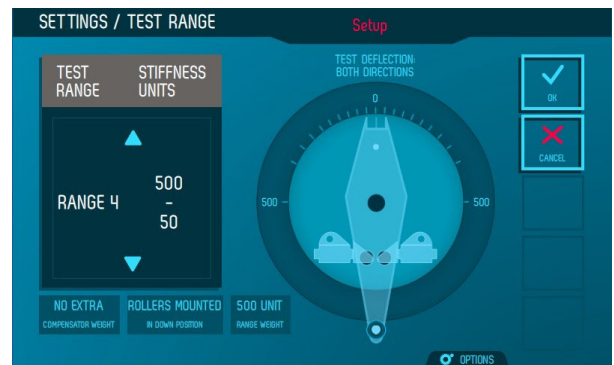 SETTINGS / TEST RANGE
Setup
TEST RANGE
STIFFNESS UNITS
RANGE 4
500
-
50
TEST DEFLECTION:
BOTH DIRECTIONS
0
500 -
- 500
OK
CANCEL
NO EXTRA
COMPENSATOR WEIGHT
ROLLERS MOUNTED
IN DOWN POSITION
500 UNIT
RANGE WEIGHT
OPTIONS